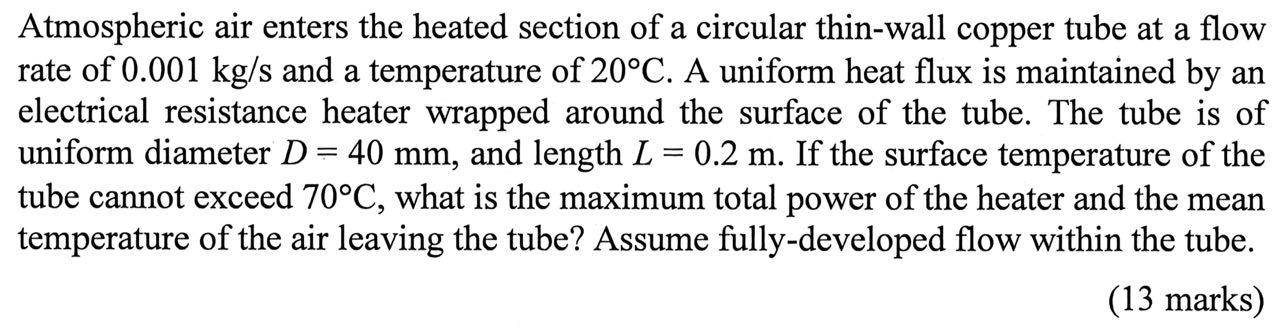 Atmospheric air enters the heated section of a circular thin-wall copper tube at a flow
rate of 0.001 kg/s and a temperature of 20°C. A uniform heat flux is maintained by an
electrical resistance heater wrapped around the surface of the tube. The tube is of
uniform diameter D = 40 mm, and length L = 0.2 m. If the surface temperature of the
tube cannot exceed 70°C, what is the maximum total power of the heater and the mean
temperature of the air leaving the tube? Assume fully-developed flow within the tube.
(13 marks)